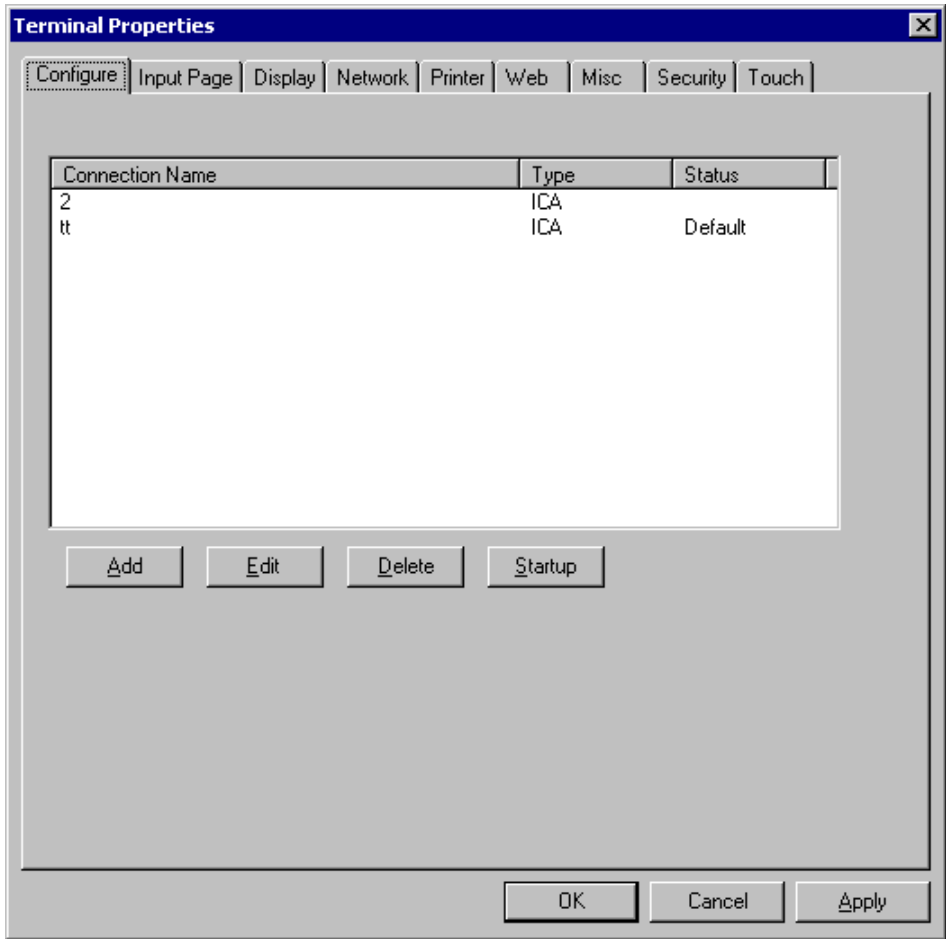 Terminal Properties
Configure Input Page Display Network Printer Web Misc Security Touch
Connection Name Type Status
2 ICA
tt ICA Default
Add Edit Delete Startup
OK Cancel Apply